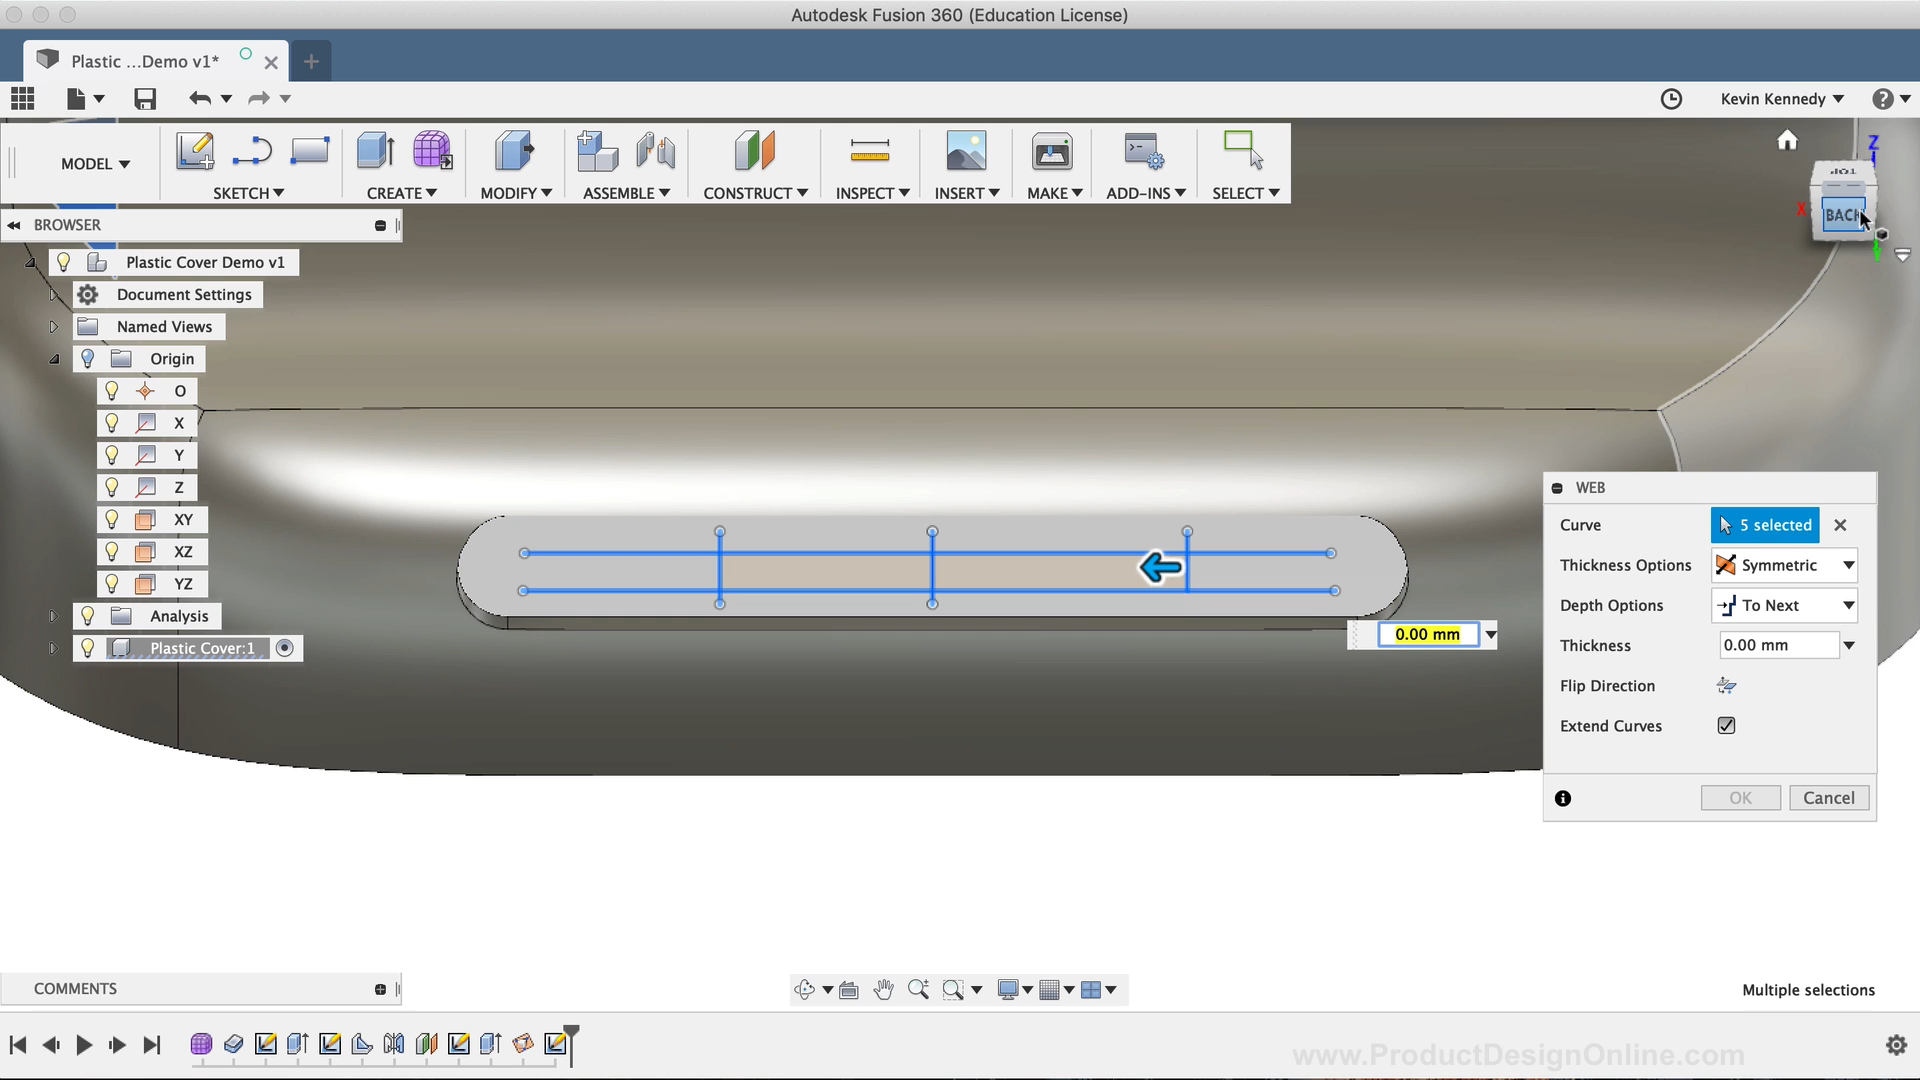 Autodesk Fusion 360 (Education License)
Plastic ...Demo v1*
Kevin Kennedy
MODEL
SKETCH
CREATE
MODIFY
ASSEMBLE
CONSTRUCT
INSPECT
INSERT
MAKE
ADD-INS
SELECT
Z
TOP
X
BACK
BROWSER
Plastic Cover Demo v1
Document Settings
Named Views
Origin
O
X
Y
Z
XY
XZ
YZ
Analysis
Plastic Cover:1
0.00 mm
WEB
Curve
5 selected
Thickness Options
Symmetric
Depth Options
To Next
Thickness
0.00 mm
Flip Direction
Extend Curves
OK
Cancel
COMMENTS
Multiple selections
www.ProductDesignOnline.com